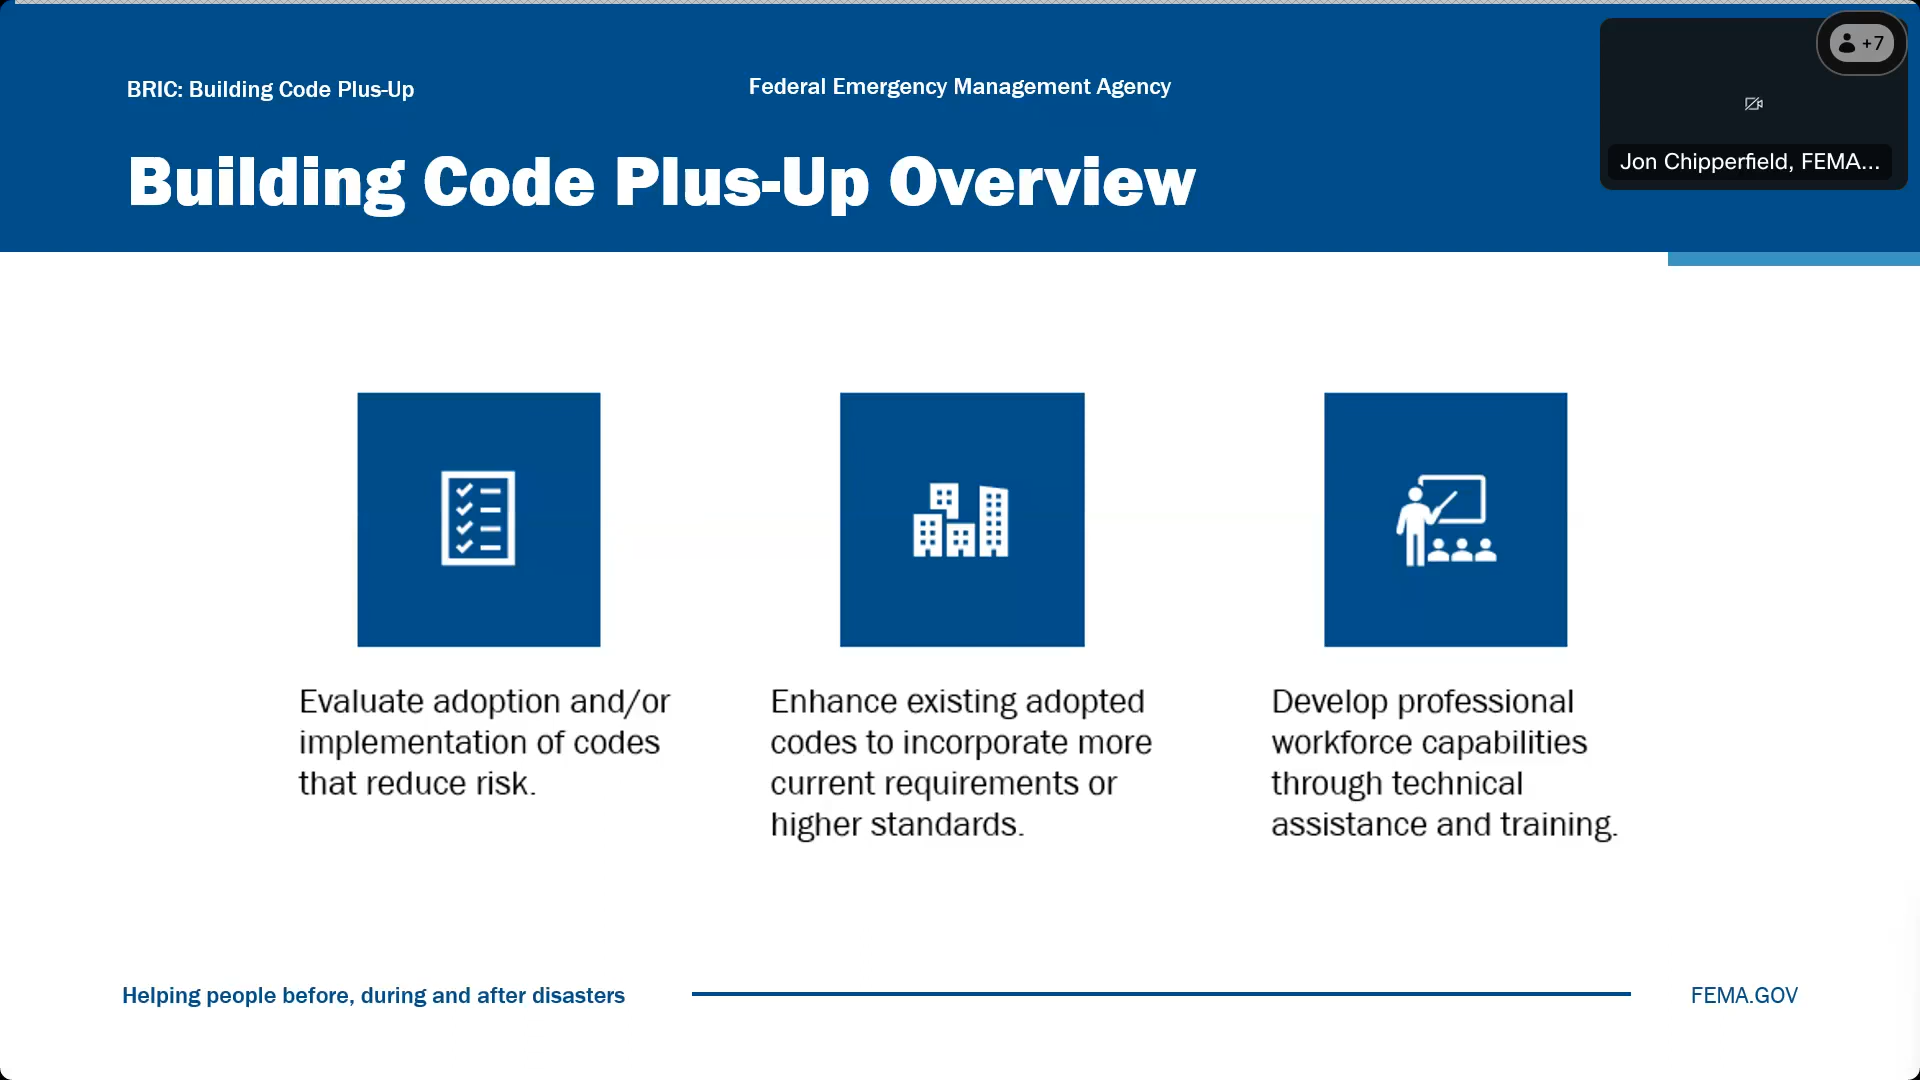 BRIC: Building Code Plus-Up
Federal Emergency Management Agency
+7
Jon Chipperfield, FEMA...
Building Code Plus-Up Overview
Evaluate adoption and/or
implementation of codes
that reduce risk.
Enhance existing adopted
codes to incorporate more
current requirements or
higher standards.
Develop professional
workforce capabilities
through technical
assistance and training.
Helping people before, during and after disasters
FEMA.GOV